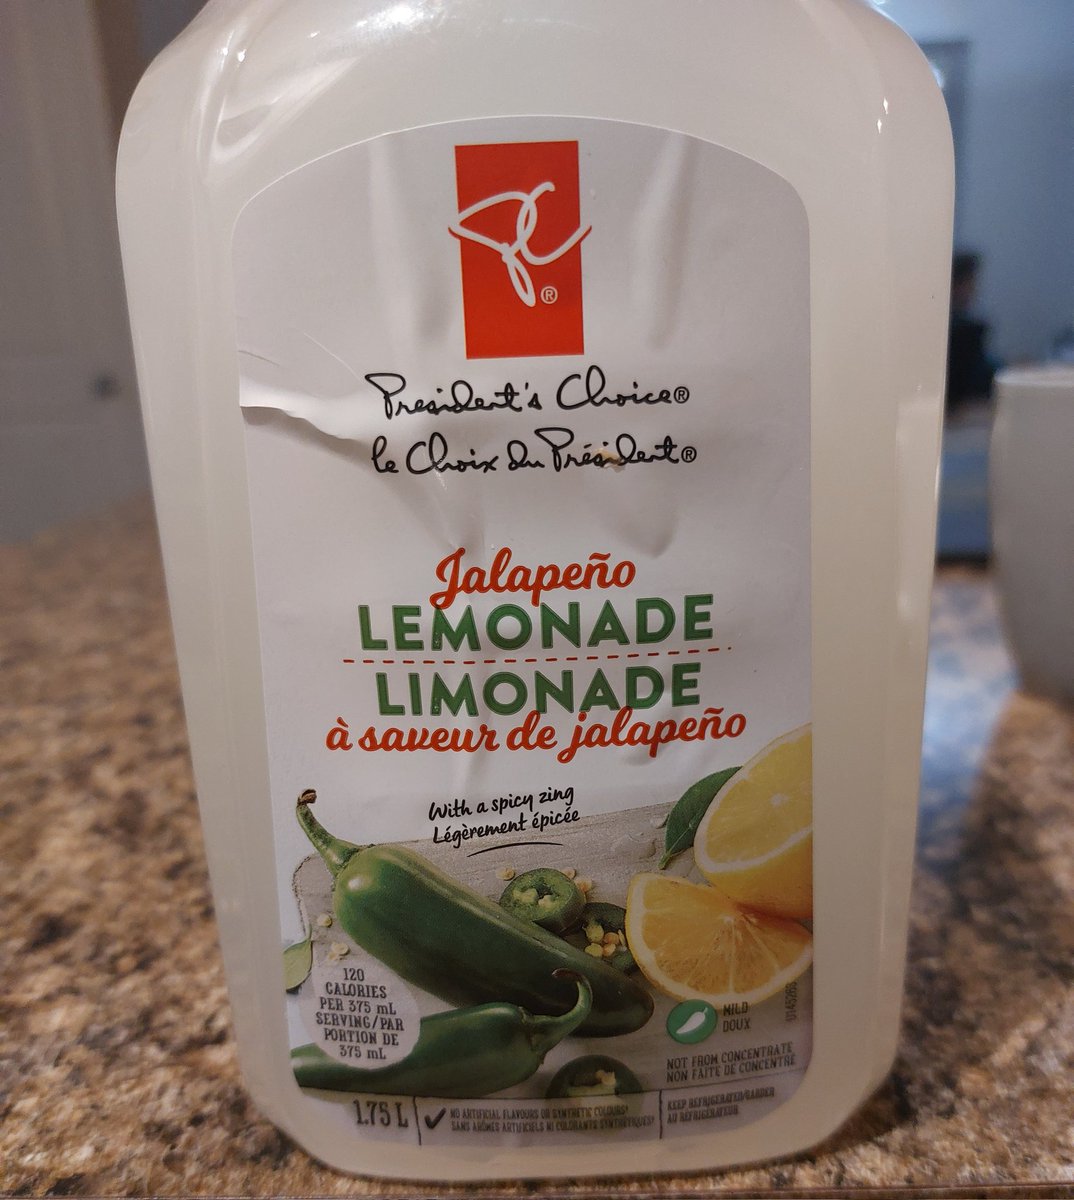 PC®
President's Choice®
le Choix du Président®
Jalapeño
LEMONADE
LIMONADE
à saveur de jalapeño
With a spicy zing
Légèrement épicée
120
CALORIES
PER 375 mL
SERVING/PAR
PORTION DE
375 mL
MILD
DOUX
NOT FROM CONCENTRATE
NON FAITE DE CONCENTRÉ
1.75 L
NO ARTIFICIAL FLAVOURS OR SYNTHETIC COLOURS†
SANS ARÔMES ARTIFICIELS NI COLORANTS SYNTHÉTIQUES†
KEEP REFRIGERATED/GARDER
AU RÉFRIGÉRATEUR